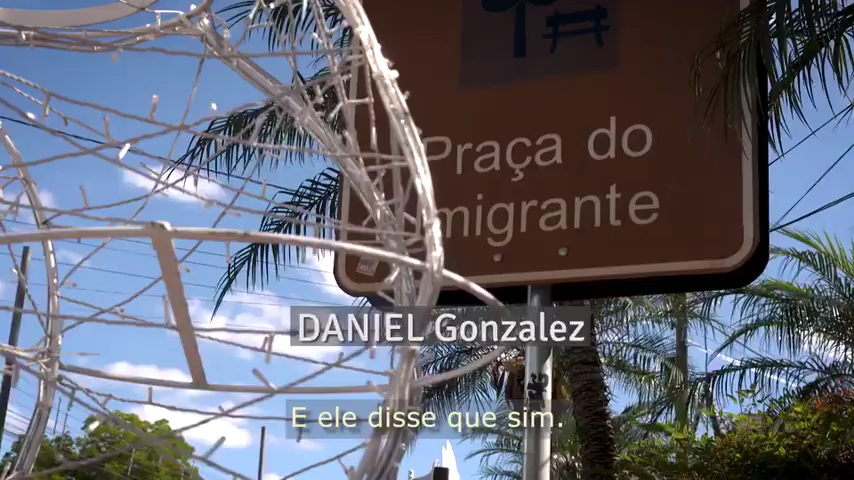 Praça do
Imigrante
DANIEL Gonzalez
E ele disse que sim.